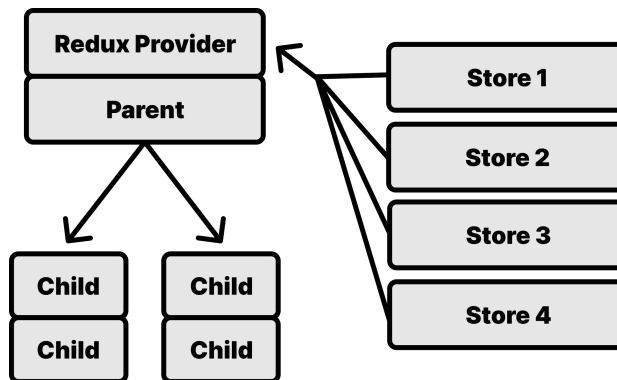 Redux Provider
Parent
Store 1
Store 2
Store 3
Store 4
Child
Child
Child
Child